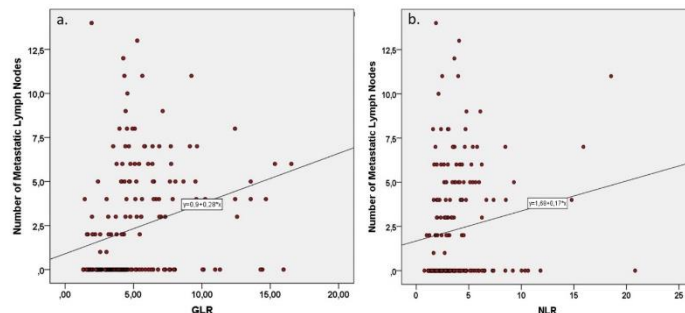 a.
Number of Metastatic Lymph Nodes
12,5
10,0
7,5
5,0
2,5
,0
y=0,9+0,28*x
,00
5,00
10,00
15,00
20,00
GLR
b.
Number of Metastatic Lymph Nodes
12,5
10,0
7,5
5,0
2,5
,0
y=1,66+0,17*x
0
5
10
15
20
25
NLR